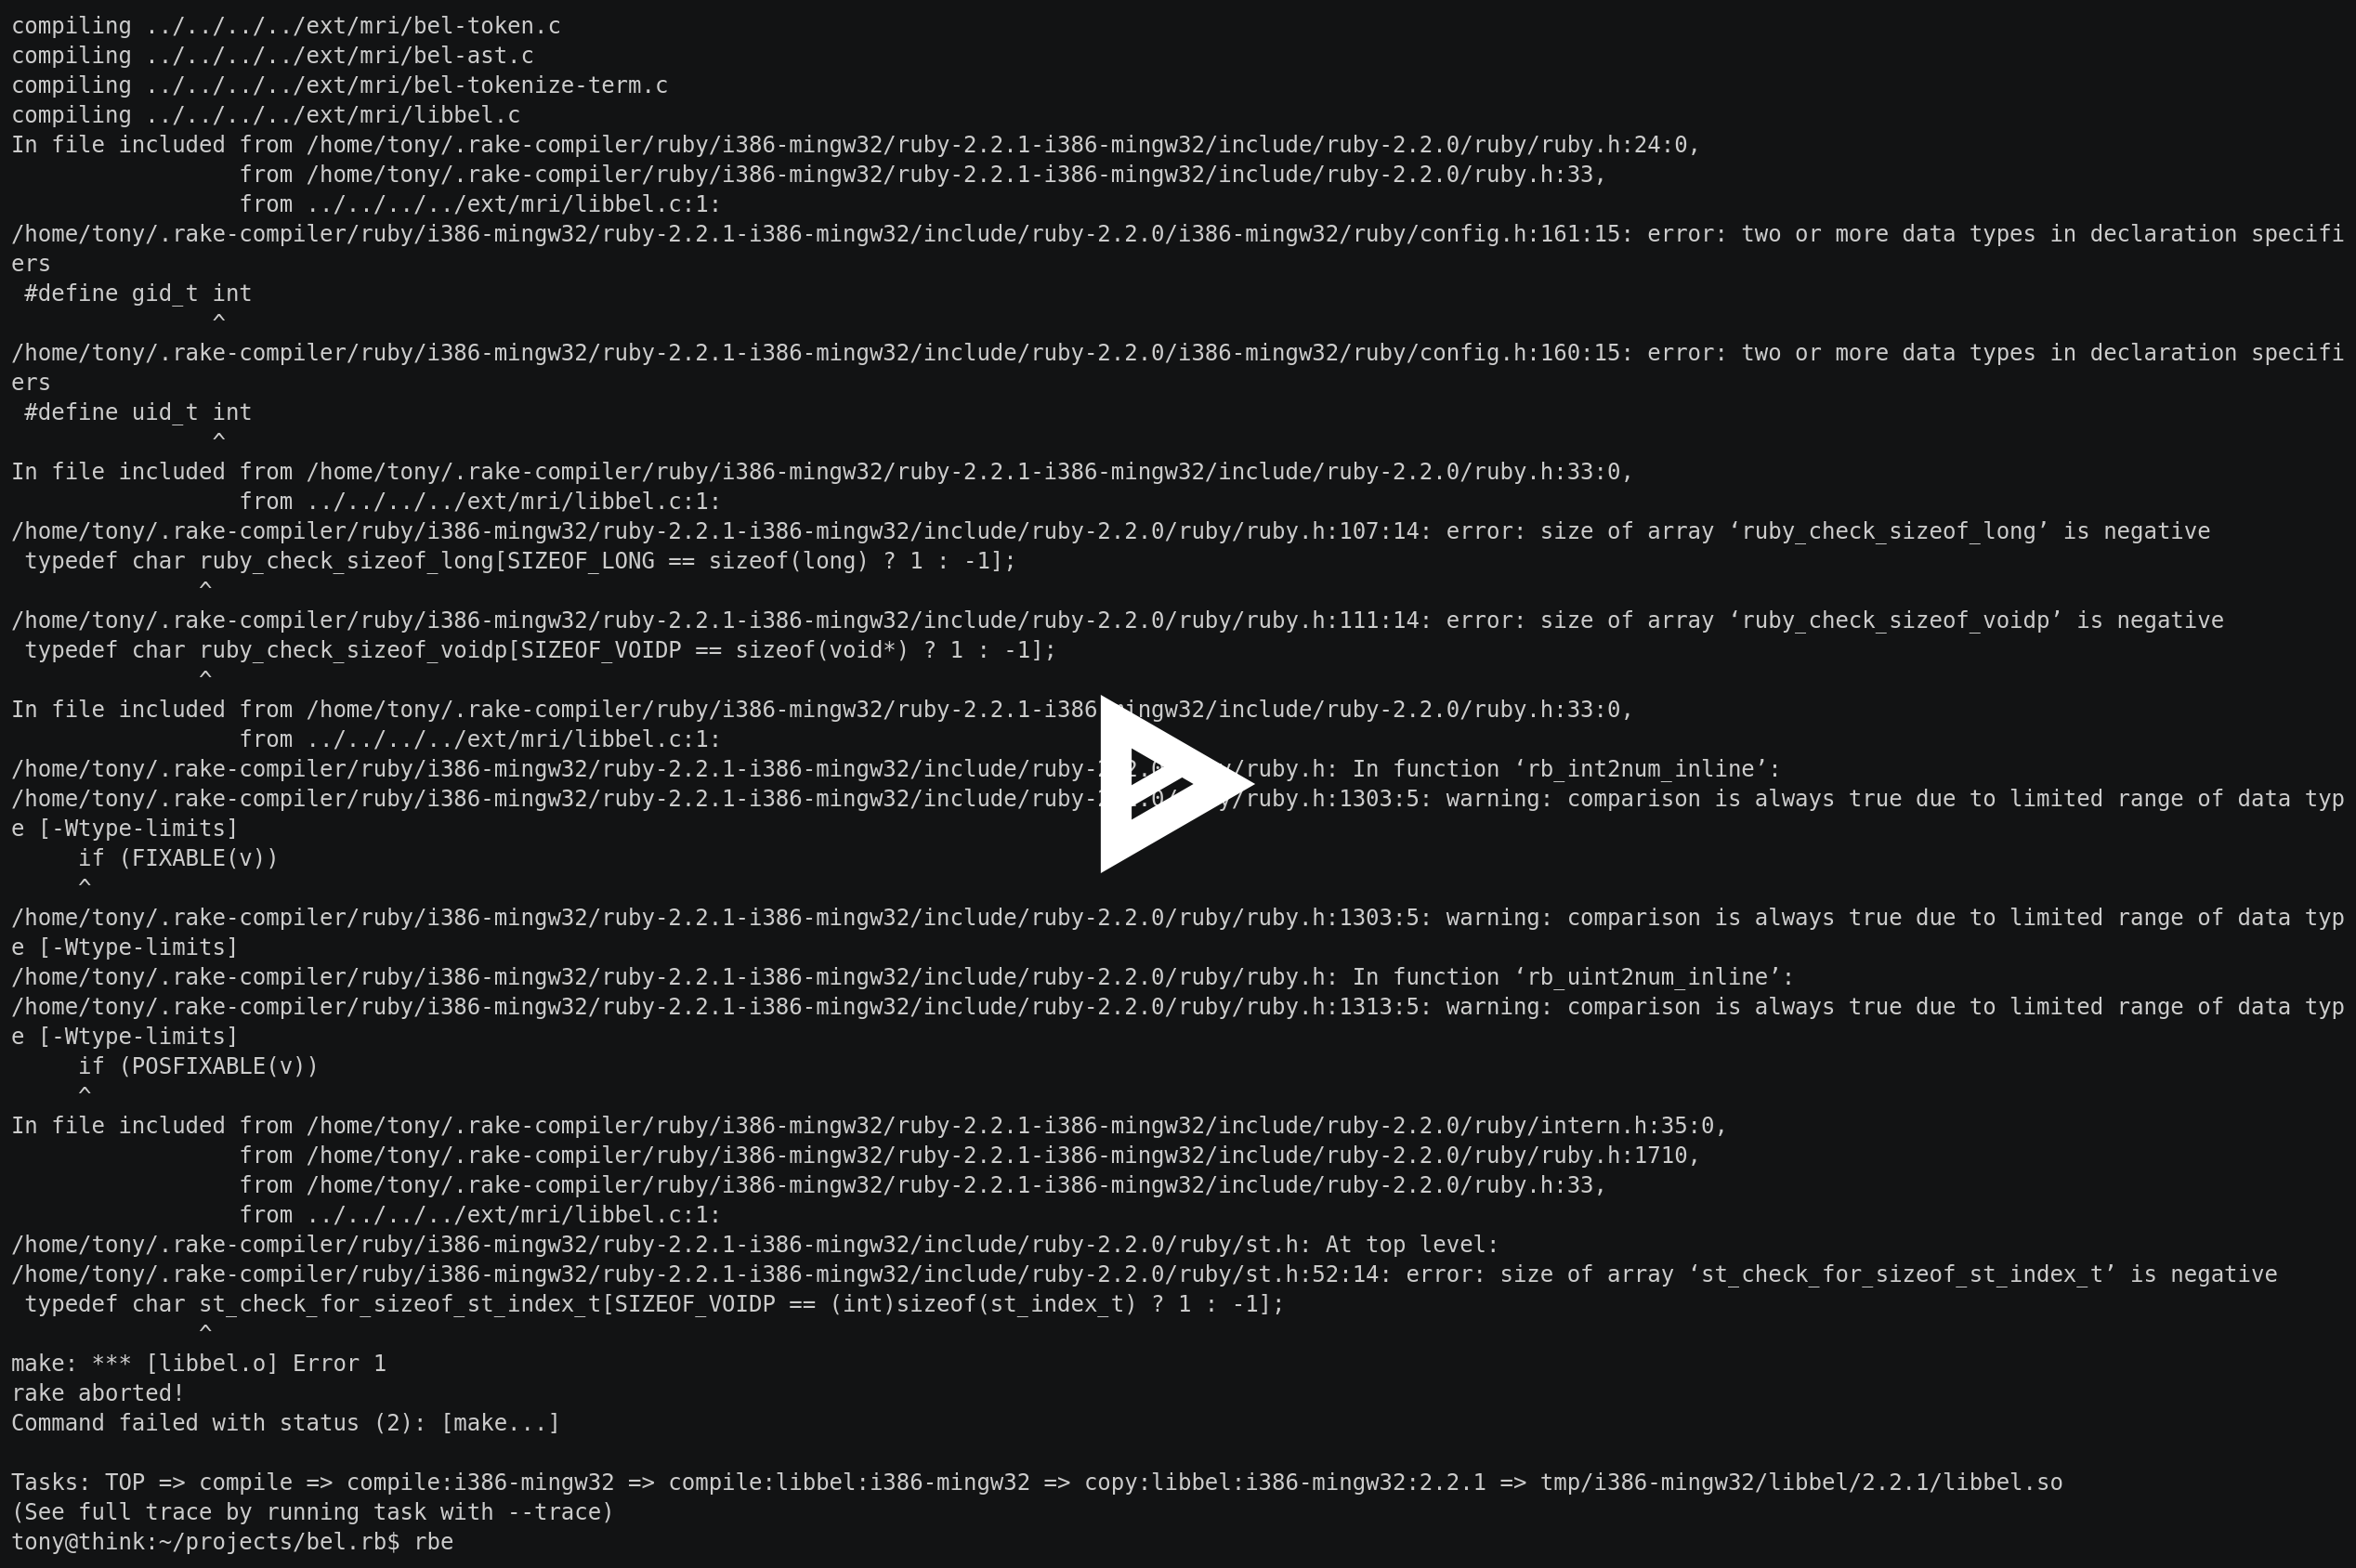 compiling ../../../../ext/mri/bel-token.c
compiling ../../../../ext/mri/bel-ast.c
compiling ../../../../ext/mri/bel-tokenize-term.c
compiling ../../../../ext/mri/libbel.c
In file included from /home/tony/.rake-compiler/ruby/i386-mingw32/ruby-2.2.1-i386-mingw32/include/ruby-2.2.0/ruby/ruby.h:24:0,
                 from /home/tony/.rake-compiler/ruby/i386-mingw32/ruby-2.2.1-i386-mingw32/include/ruby-2.2.0/ruby.h:33,
                 from ../../../../ext/mri/libbel.c:1:
/home/tony/.rake-compiler/ruby/i386-mingw32/ruby-2.2.1-i386-mingw32/include/ruby-2.2.0/i386-mingw32/ruby/config.h:161:15: error: two or more data types in declaration specifi
ers
 #define gid_t int
               ^
/home/tony/.rake-compiler/ruby/i386-mingw32/ruby-2.2.1-i386-mingw32/include/ruby-2.2.0/i386-mingw32/ruby/config.h:160:15: error: two or more data types in declaration specifi
ers
 #define uid_t int
               ^
In file included from /home/tony/.rake-compiler/ruby/i386-mingw32/ruby-2.2.1-i386-mingw32/include/ruby-2.2.0/ruby.h:33:0,
                 from ../../../../ext/mri/libbel.c:1:
/home/tony/.rake-compiler/ruby/i386-mingw32/ruby-2.2.1-i386-mingw32/include/ruby-2.2.0/ruby/ruby.h:107:14: error: size of array ‘ruby_check_sizeof_long’ is negative
 typedef char ruby_check_sizeof_long[SIZEOF_LONG == sizeof(long) ? 1 : -1];
              ^
/home/tony/.rake-compiler/ruby/i386-mingw32/ruby-2.2.1-i386-mingw32/include/ruby-2.2.0/ruby/ruby.h:111:14: error: size of array ‘ruby_check_sizeof_voidp’ is negative
 typedef char ruby_check_sizeof_voidp[SIZEOF_VOIDP == sizeof(void*) ? 1 : -1];
              ^
In file included from /home/tony/.rake-compiler/ruby/i386-mingw32/ruby-2.2.1-i386-mingw32/include/ruby-2.2.0/ruby.h:33:0,
                 from ../../../../ext/mri/libbel.c:1:
/home/tony/.rake-compiler/ruby/i386-mingw32/ruby-2.2.1-i386-mingw32/include/ruby-2.2.0/ruby/ruby.h: In function ‘rb_int2num_inline’:
/home/tony/.rake-compiler/ruby/i386-mingw32/ruby-2.2.1-i386-mingw32/include/ruby-2.2.0/ruby/ruby.h:1303:5: warning: comparison is always true due to limited range of data typ
e [-Wtype-limits]
     if (FIXABLE(v))
     ^
/home/tony/.rake-compiler/ruby/i386-mingw32/ruby-2.2.1-i386-mingw32/include/ruby-2.2.0/ruby/ruby.h:1303:5: warning: comparison is always true due to limited range of data typ
e [-Wtype-limits]
/home/tony/.rake-compiler/ruby/i386-mingw32/ruby-2.2.1-i386-mingw32/include/ruby-2.2.0/ruby/ruby.h: In function ‘rb_uint2num_inline’:
/home/tony/.rake-compiler/ruby/i386-mingw32/ruby-2.2.1-i386-mingw32/include/ruby-2.2.0/ruby/ruby.h:1313:5: warning: comparison is always true due to limited range of data typ
e [-Wtype-limits]
     if (POSFIXABLE(v))
     ^
In file included from /home/tony/.rake-compiler/ruby/i386-mingw32/ruby-2.2.1-i386-mingw32/include/ruby-2.2.0/ruby/intern.h:35:0,
                 from /home/tony/.rake-compiler/ruby/i386-mingw32/ruby-2.2.1-i386-mingw32/include/ruby-2.2.0/ruby/ruby.h:1710,
                 from /home/tony/.rake-compiler/ruby/i386-mingw32/ruby-2.2.1-i386-mingw32/include/ruby-2.2.0/ruby.h:33,
                 from ../../../../ext/mri/libbel.c:1:
/home/tony/.rake-compiler/ruby/i386-mingw32/ruby-2.2.1-i386-mingw32/include/ruby-2.2.0/ruby/st.h: At top level:
/home/tony/.rake-compiler/ruby/i386-mingw32/ruby-2.2.1-i386-mingw32/include/ruby-2.2.0/ruby/st.h:52:14: error: size of array ‘st_check_for_sizeof_st_index_t’ is negative
 typedef char st_check_for_sizeof_st_index_t[SIZEOF_VOIDP == (int)sizeof(st_index_t) ? 1 : -1];
              ^
make: *** [libbel.o] Error 1
rake aborted!
Command failed with status (2): [make...]

Tasks: TOP => compile => compile:i386-mingw32 => compile:libbel:i386-mingw32 => copy:libbel:i386-mingw32:2.2.1 => tmp/i386-mingw32/libbel/2.2.1/libbel.so
(See full trace by running task with --trace)
tony@think:~/projects/bel.rb$ rbe